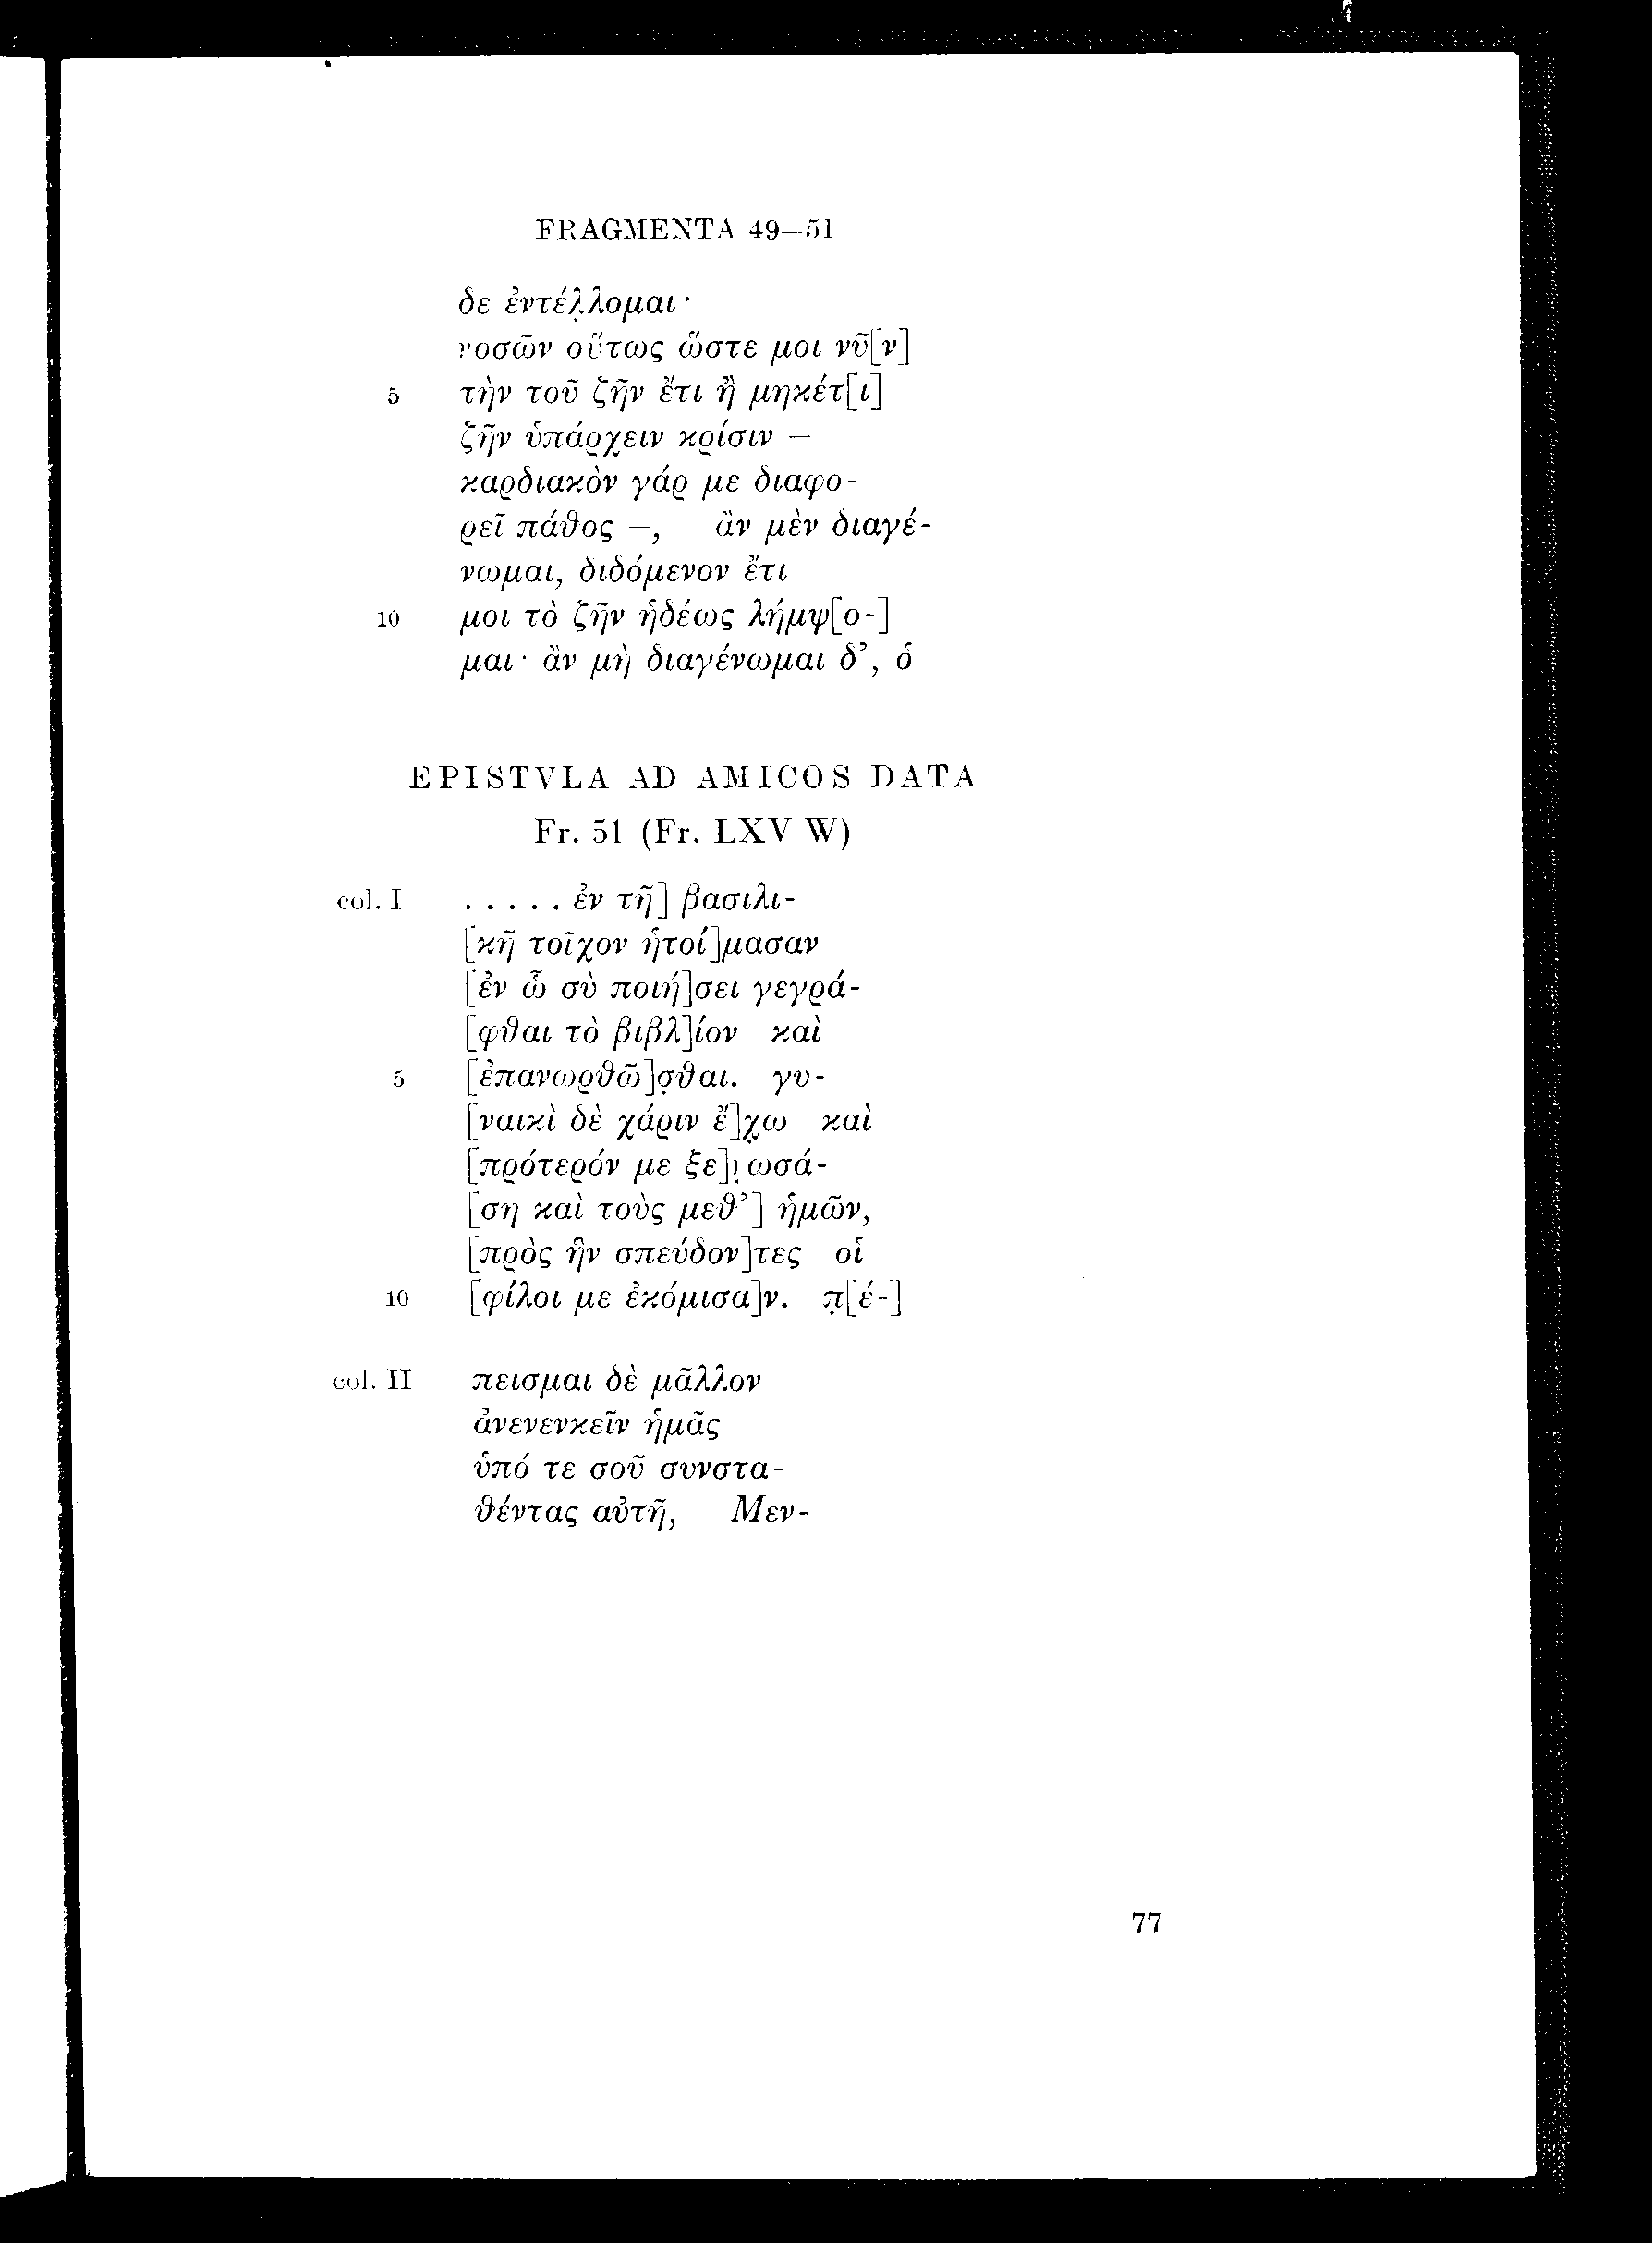 FRAGMENTA 49–51
δε ἐντέλ̣λομαι·
νοσῶν οὕτως ὥστε μοι νῦ[ν]
5 τὴν τοῦ ζῆν ἔτι ἢ μηκέτ[ι]
ζῆν ὑπάρχειν κρίσιν –
καρδιακὸν γάρ με διαφο-
ρεῖ πάθος –, ἂν μὲν διαγέ-
νωμαι, διδόμενον ἔτι
10 μοι τὸ ζῆν ἡδέως λήμψ[ο-]
μαι· ἂν μὴ διαγένωμαι δ’, ὁ
EPISTVLA AD AMICOS DATA
Fr. 51 (Fr. LXV W)
col. I . . . . . ἐν τῇ] βασιλι-
[κῇ τοῖχον ἡτοί]μασαν
[ἐν ᾧ σὺ ποιή]σει γεγρά-
[φθαι τὸ βιβλ]ίον καὶ
5 [ἐπανωρθῶ]σ̣θαι. γυ-
[ναικὶ δὲ χάριν ἔ]χ̣ω καὶ
[πρότερόν με ξε]ν̣ωσά-
[σῃ καὶ τοὺς μεθ’] ἡμῶν,
[πρὸς ἣν σπεύδον]τες οἱ
10 [φίλοι με ἐκόμισα]ν. π̣[έ-]
col. II πεισμαι δὲ μᾶλλον
ἀνενενκεῖν ἡμᾶς
ὑπό τε σοῦ συνστα-
θέντας αὐτῇ, Μεν-
77